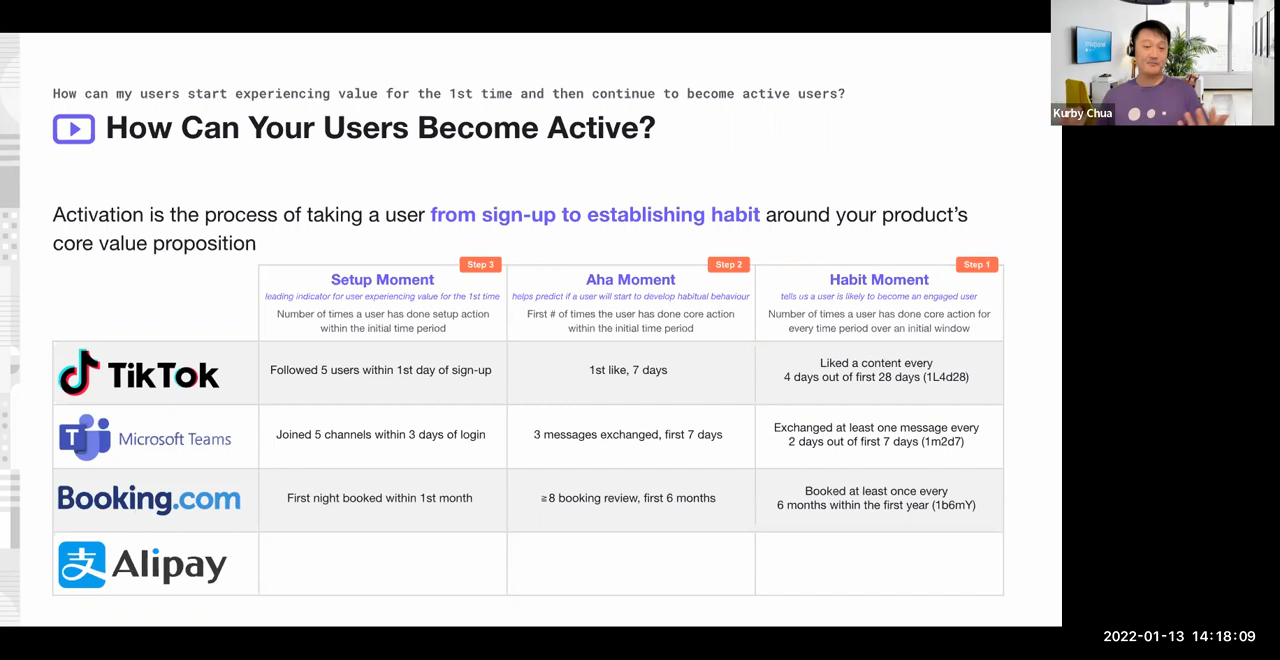 How can my users start experiencing value for the 1st time and then continue to become active users?
How Can Your Users Become Active?
Activation is the process of taking a user from sign-up to establishing habit around your product's
core value proposition
Step 3
Step 2
Step 1
Setup Moment
Aha Moment
Habit Moment
leading indicator for user experiencing value for the 1st time
helps predict if a user will start to develop habitual behaviour
tells us a user is likely to become an engaged user
Number of times a user has done setup action
within the initial time period
First # of times the user has done core action
within the initial time period
Number of times a user has done core action for
every time period over an initial window
TikTok
Followed 5 users within 1st day of sign-up
1st like, 7 days
Liked a content every
4 days out of first 28 days (1L4d28)
T
Microsoft Teams
Joined 5 channels within 3 days of login
3 messages exchanged, first 7 days
Exchanged at least one message every
2 days out of first 7 days (1m2d7)
Booking.com
First night booked within 1st month
≧8 booking review, first 6 months
Booked at least once every
6 months within the first year (1b6mY)
支
Alipay
Kurby Chua
2022-01-13 14:18:09